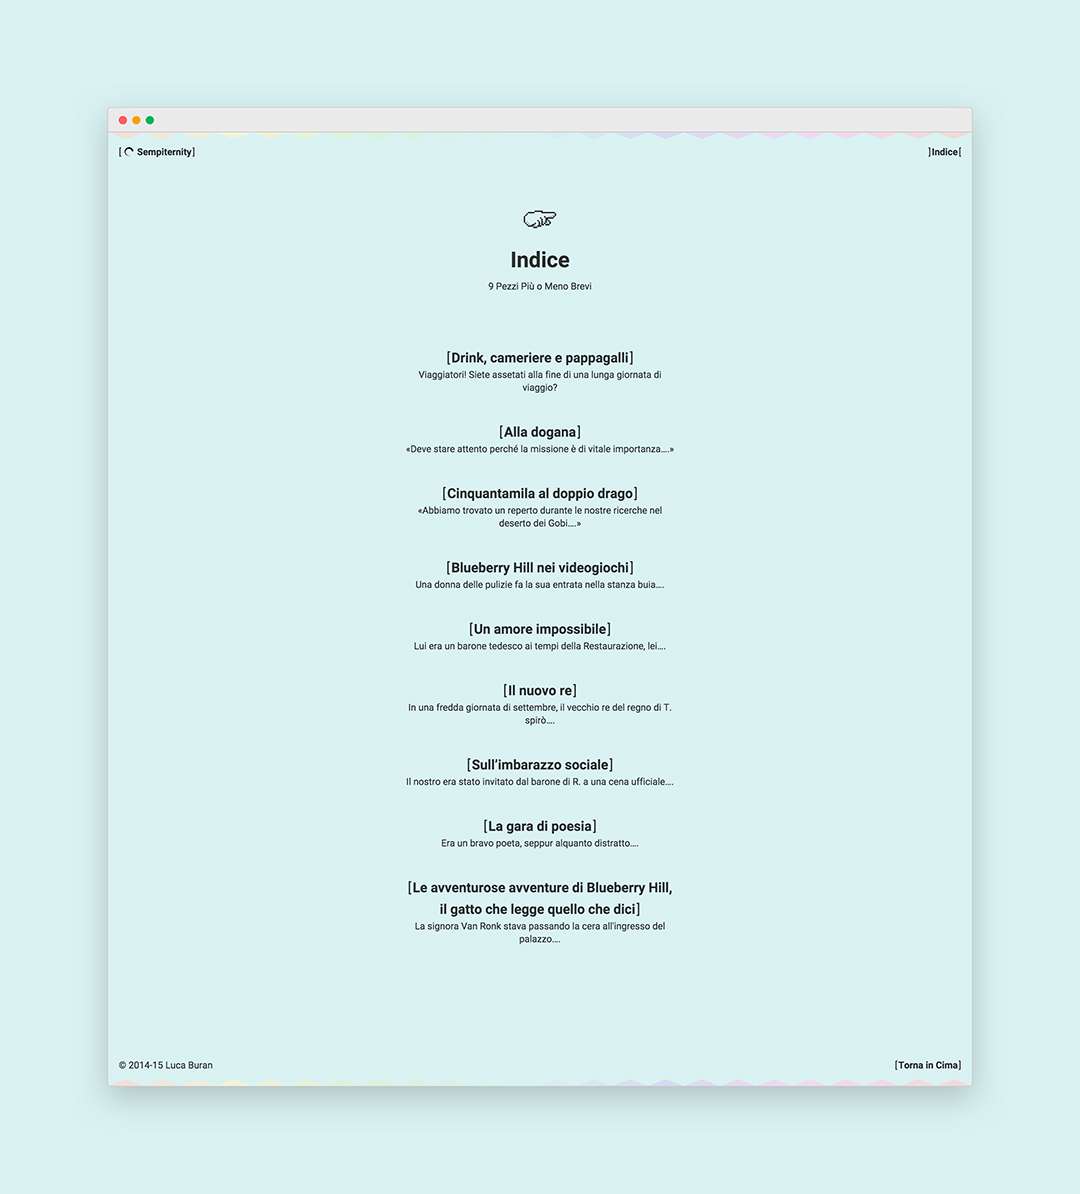 [ Sempiternity]
]Indice[
Indice
9 Pezzi Più o Meno Brevi
[Drink, cameriere e pappagalli]
Viaggiatori! Siete assetati alla fine di una lunga giornata di
viaggio?
[Alla dogana]
«Deve stare attento perché la missione è di vitale importanza....»
[Cinquantamila al doppio drago]
«Abbiamo trovato un reperto durante le nostre ricerche nel
deserto dei Gobi....»
[Blueberry Hill nei videogiochi]
Una donna delle pulizie fa la sua entrata nella stanza buia....
[Un amore impossibile]
Lui era un barone tedesco ai tempi della Restaurazione, lei....
[Il nuovo re]
In una fredda giornata di settembre, il vecchio re del regno di T.
spirò....
[Sull'imbarazzo sociale]
Il nostro era stato invitato dal barone di R. a una cena ufficiale....
[La gara di poesia]
Era un bravo poeta, seppur alquanto distratto....
[Le avventurose avventure di Blueberry Hill,
il gatto che legge quello che dici]
La signora Van Ronk stava passando la cera all'ingresso del
palazzo....
© 2014-15 Luca Buran
[Torna in Cima]